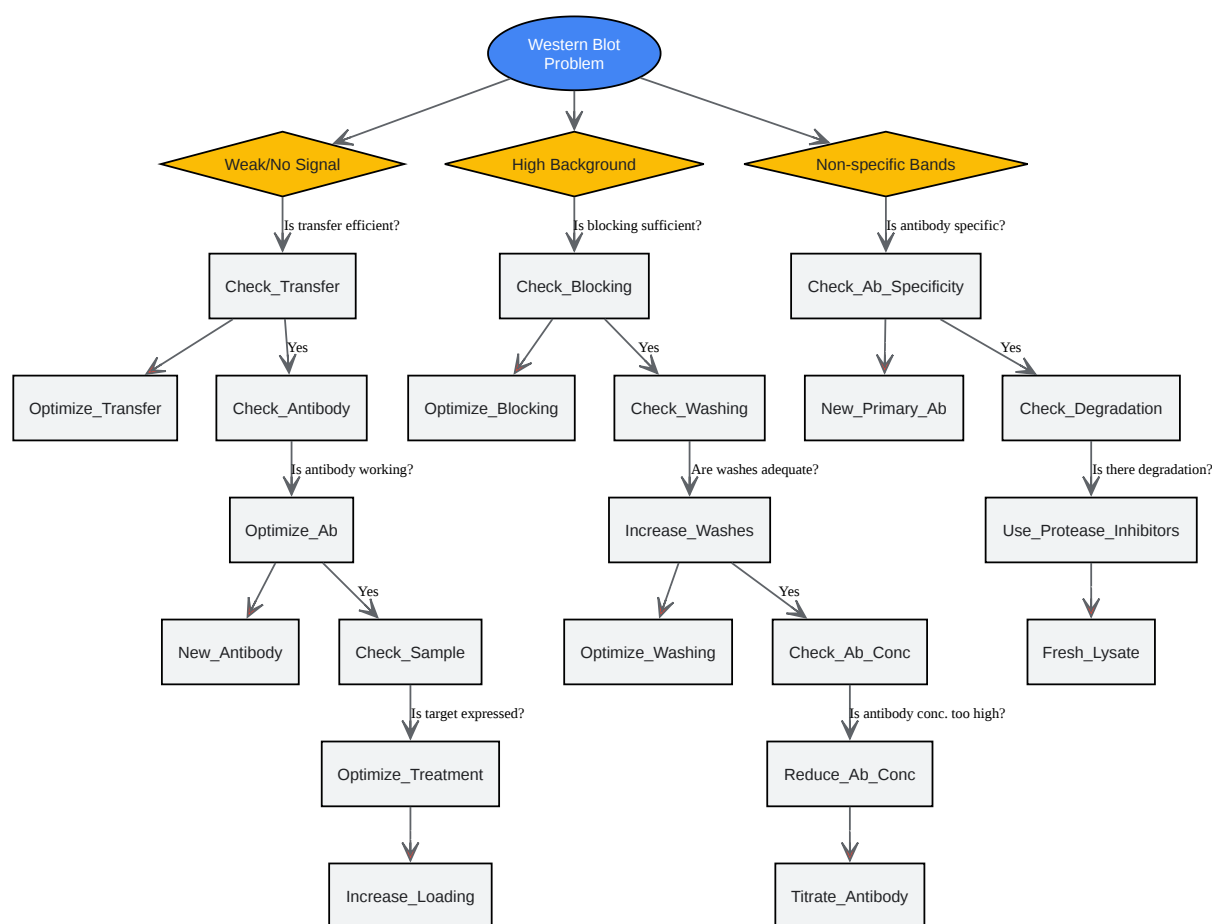 Western Blot
Problem
Weak/No Signal
High Background
Non-specific Bands
Is transfer efficient?
Is blocking sufficient?
Is antibody specific?
Check_Transfer
Check_Blocking
Check_Ab_Specificity
Yes
Yes
Yes
Optimize_Transfer
Check_Antibody
Optimize_Blocking
Check_Washing
New_Primary_Ab
Check_Degradation
Is antibody working?
Are washes adequate?
Is there degradation?
Optimize_Ab
Increase_Washes
Use_Protease_Inhibitors
Yes
Yes
New_Antibody
Check_Sample
Optimize_Washing
Check_Ab_Conc
Fresh_Lysate
Is target expressed?
Is antibody conc. too high?
Optimize_Treatment
Reduce_Ab_Conc
Increase_Loading
Titrate_Antibody